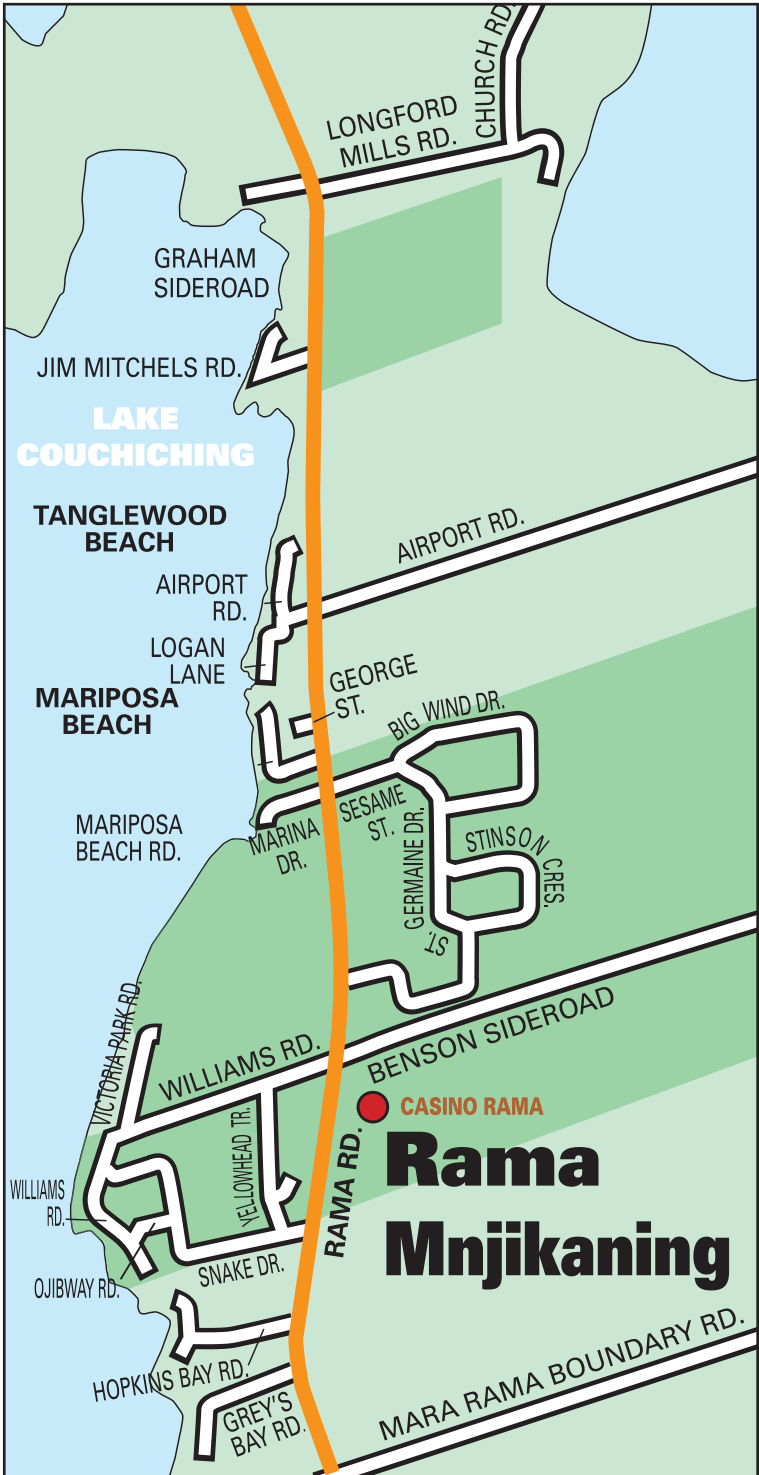 CHURCH RD.
LONGFORD
MILLS RD.
GRAHAM
SIDEROAD
JIM MITCHELS RD.
LAKE
COUCHICHING
TANGLEWOOD
BEACH
AIRPORT RD.
AIRPORT
RD.
LOGAN
LANE
GEORGE
ST.
MARIPOSA
BEACH
BIG WIND DR.
SESAME
ST.
MARIPOSA
BEACH RD.
MARINA
DR.
GERMAINE DR.
STINSON CRES.
ST.
VICTORIA PARK RD.
WILLIAMS RD.
BENSON SIDEROAD
CASINO RAMA
YELLOWHEAD TR.
RAMA RD.
Rama
Mnjikaning
WILLIAMS
RD.
OJIBWAY RD.
SNAKE DR.
HOPKINS BAY RD.
GREY'S
BAY RD.
MARA RAMA BOUNDARY RD.